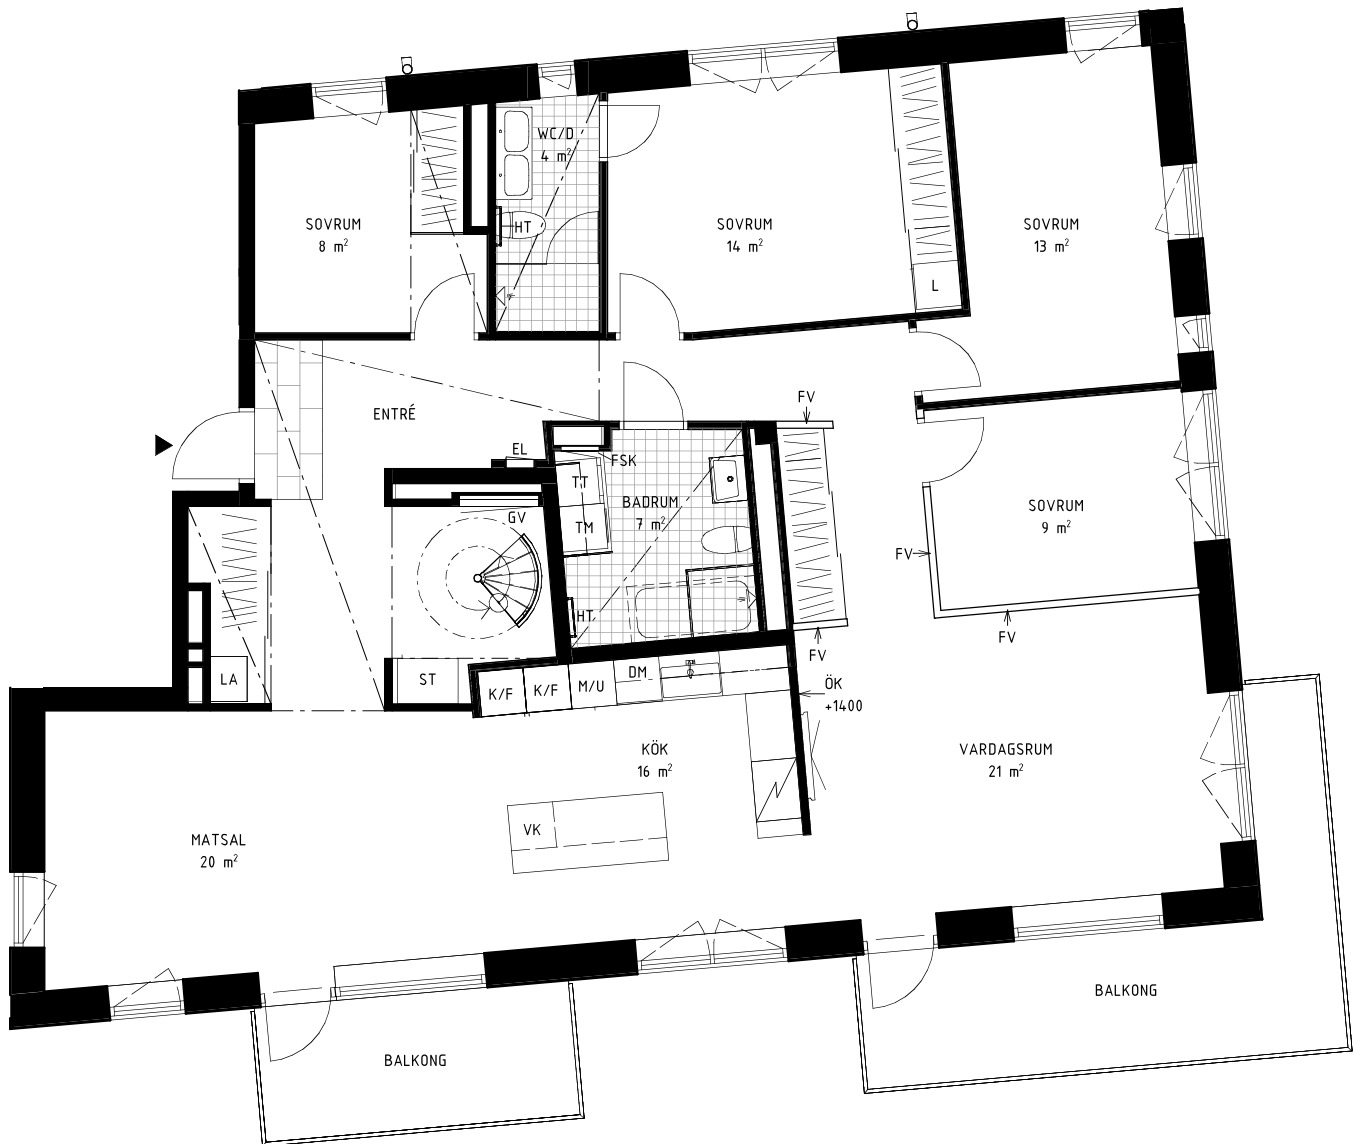 WC/D
4 m²
HT
SOVRUM
8 m²
SOVRUM
14 m²
SOVRUM
13 m²
L
ENTRÉ
FV
EL
FSK
TT
BADRUM
7 m²
TM
GV
SOVRUM
9 m²
FV
HT
FV
FV
LA
ST
K/F
K/F
M/U
DM
ÖK
+1400
KÖK
16 m²
VARDAGSRUM
21 m²
VK
MATSAL
20 m²
BALKONG
BALKONG